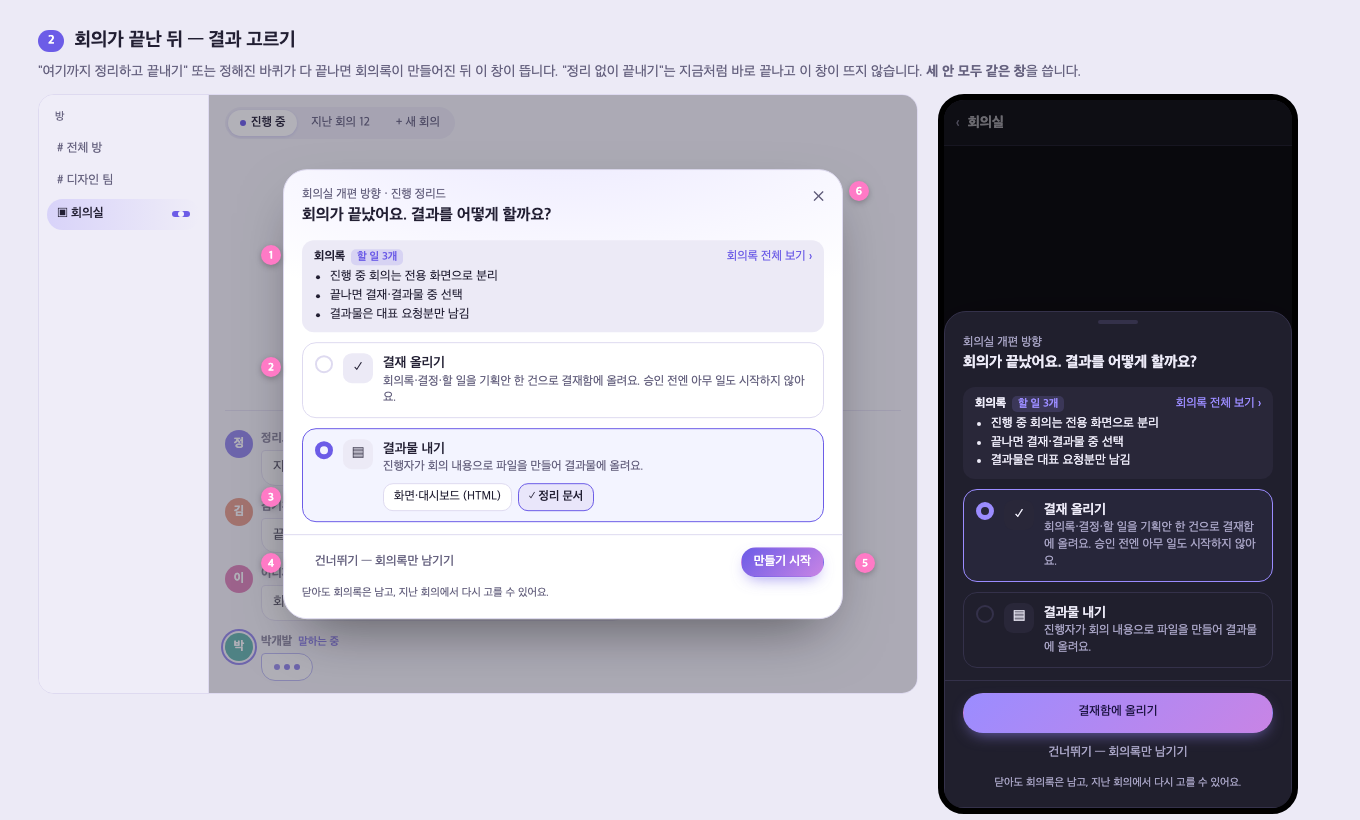 2 회의가 끝난 뒤 — 결과 고르기
"여기까지 정리하고 끝내기" 또는 정해진 바퀴가 다 끝나면 회의록이 만들어진 뒤 이 창이 뜹니다. "정리 없이 끝내기"는 지금처럼 바로 끝나고 이 창이 뜨지 않습니다. 세 안 모두 같은 창을 씁니다.
방
# 전체 방
# 디자인 팀
▣ 회의실
진행 중
지난 회의 12
+ 새 회의
회의실 개편 방향 · 진행 정리드
회의가 끝났어요. 결과를 어떻게 할까요?
6
1
회의록 할 일 3개
회의록 전체 보기 ›
• 진행 중 회의는 전용 화면으로 분리
• 끝나면 결재·결과물 중 선택
• 결과물은 대표 요청분만 남김
2
✓
결재 올리기
회의록·결정·할 일을 기획안 한 건으로 결재함에 올려요. 승인 전엔 아무 일도 시작하지 않아
요.
▤
결과물 내기
진행자가 회의 내용으로 파일을 만들어 결과물에 올려요.
3
화면·대시보드 (HTML)
✓ 정리 문서
4
건너뛰기 — 회의록만 남기기
만들기 시작
5
닫아도 회의록은 남고, 지난 회의에서 다시 고를 수 있어요.
정
김
이
박
박개발 말하는 중
‹ 회의실
회의실 개편 방향
회의가 끝났어요. 결과를 어떻게 할까요?
회의록 할 일 3개
회의록 전체 보기 ›
• 진행 중 회의는 전용 화면으로 분리
• 끝나면 결재·결과물 중 선택
• 결과물은 대표 요청분만 남김
✓
결재 올리기
회의록·결정·할 일을 기획안 한 건으로 결재함
에 올려요. 승인 전엔 아무 일도 시작하지 않아
요.
▤
결과물 내기
진행자가 회의 내용으로 파일을 만들어 결과물
에 올려요.
결재함에 올리기
건너뛰기 — 회의록만 남기기
닫아도 회의록은 남고, 지난 회의에서 다시 고를 수 있어요.